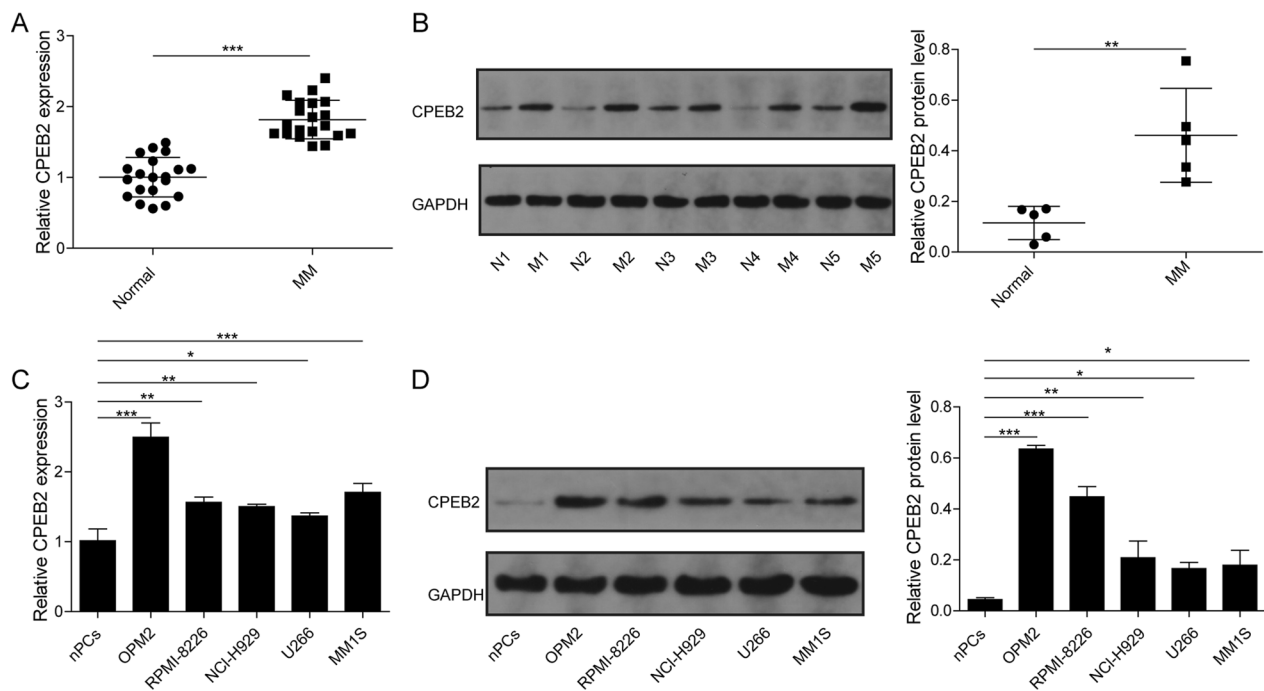 A
Relative CPEB2 expression
3
2
1
0
***
Normal
MM
B
CPEB2
GAPDH
N1 M1 N2 M2 N3 M3 N4 M4 N5 M5
Relative CPEB2 protein level
0.8
0.6
0.4
0.2
0.0
**
Normal
MM
C
Relative CPEB2 expression
3
2
1
0
***
*
**
**
***
nPCs
OPM2
RPMI-8226
NCI-H929
U266
MM1S
D
CPEB2
GAPDH
nPCs
OPM2
RPMI-8226
NCI-H929
U266
MM1S
Relative CPEB2 protein level
0.8
0.6
0.4
0.2
0.0
*
*
**
***
***
nPCs
OPM2
RPMI-8226
NCI-H929
U266
MM1S